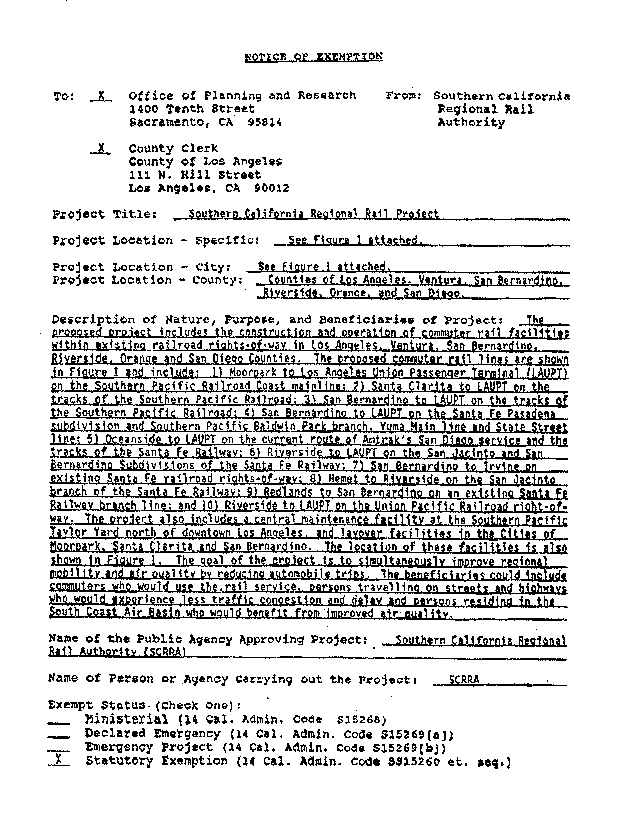 NOTICE OF EXEMPTION
To: X Office of Planning and Research From: Southern California
1400 Tenth Street Regional Rail
Sacramento, CA 95814 Authority
X County Clerk
County of Los Angeles
111 N. Hill Street
Los Angeles, CA 90012
Project Title: Southern California Regional Rail Project
Project Location - Specific: See Figure 1 attached.
Project Location - City: See Figure 1 attached.
Project Location - County: Counties of Los Angeles, Ventura, San Bernardino,
Riverside, Orange, and San Diego.
Description of Nature, Purpose, and Beneficiaries of Project: The
proposed project includes the construction and operation of commuter rail facilities
within existing railroad rights-of-way in Los Angeles, Ventura, San Bernardino,
Riverside, Orange and San Diego Counties. The proposed commuter rail lines are shown
in Figure 1 and include: 1) Moorpark to Los Angeles Union Passenger Terminal (LAUPT)
on the Southern Pacific Railroad Coast mainline; 2) Santa Clarita to LAUPT on the
tracks of the Southern Pacific Railroad; 3) San Bernardino to LAUPT on the tracks of
the Southern Pacific Railroad; 4) San Bernardino to LAUPT on the Santa Fe Pasadena
subdivision and Southern Pacific Baldwin Park branch, Yuma Main line and State Street
line; 5) Oceanside to LAUPT on the current route of Amtrak's San Diego service and the
tracks of the Santa Fe Railway; 6) Riverside to LAUPT on the San Jacinto and San
Bernardino Subdivisions of the Santa Fe Railway; 7) San Bernardino to Irvine on
existing Santa Fe railroad rights-of-way; 8) Hemet to Riverside on the San Jacinto
branch of the Santa Fe Railway; 9) Redlands to San Bernardino on an existing Santa Fe
Railway branch line; and 10) Riverside to LAUPT on the Union Pacific Railroad right-of-
way. The project also includes a central maintenance facility at the Southern Pacific
Taylor Yard north of downtown Los Angeles, and layover facilities in the Cities of
Moorpark, Santa Clarita and San Bernardino. The location of these facilities is also
shown in Figure 1. The goal of the project is to simultaneously improve regional
mobility and air quality by reducing automobile trips. The beneficiaries could include
commuters who would use the rail service, persons travelling on streets and highways
who would experience less traffic congestion and delay and persons residing in the
South Coast Air Basin who would benefit from improved air quality.
Name of the Public Agency Approving Project: Southern California Regional
Rail Authority (SCRRA)
Name of Person or Agency Carrying out the Project: SCRRA
Exempt Status (Check One):
Ministerial (14 Cal. Admin. Code S15268)
Declared Emergency (14 Cal. Admin. Code S15269(a))
Emergency Project (14 Cal. Admin. Code S15269(b))
X Statutory Exemption (14 Cal. Admin. Code SS15260 et. seq.)